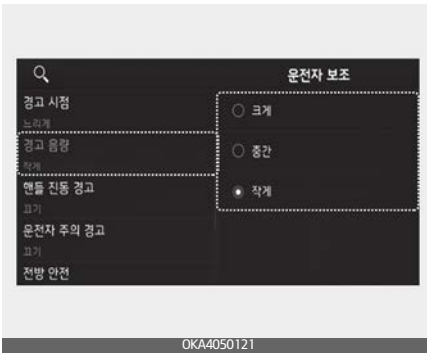 운전자 보조
경고 시점
느리게
경고 음량
작게
핸들 진동 경고
끄기
운전자 주의 경고
끄기
전방 안전
크게
중간
작게
OKA4050121